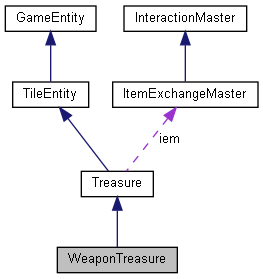 GameEntity
InteractionMaster
TileEntity
ItemExchangeMaster
iem
Treasure
WeaponTreasure